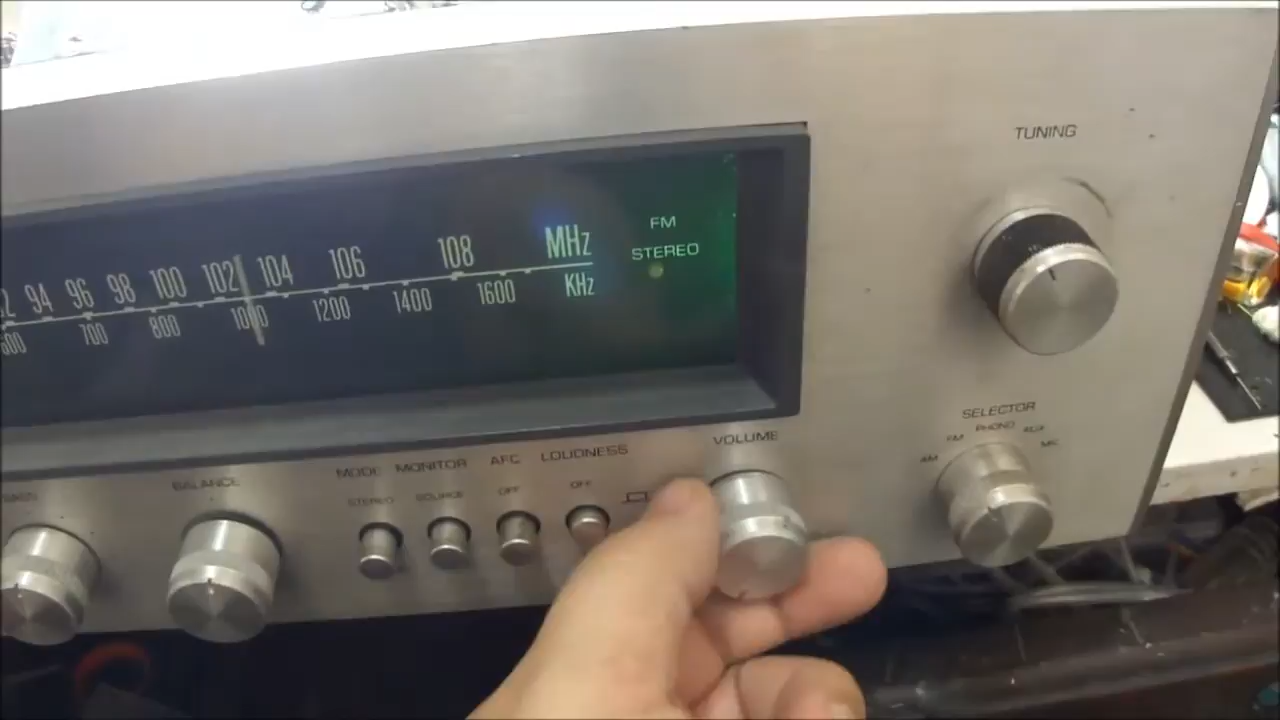 TUNING
FM
STEREO
94 96 98 100 102 104 106 108 MHz
700 800 1000 1200 1400 1600 KHz
SELECTOR
AM FM PHONO AUX MIC
VOLUME
MODE MONITOR AFC LOUDNESS
STEREO SOURCE OFF OFF
BALANCE